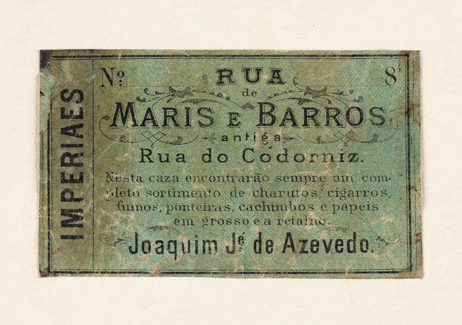 IMPERIAES
Nº RUA 8
de
MARIS E BARROS
antiga
Rua do Codorniz.
Nesta caza encontrarão sempre um com-
pleto sortimento de charutos, cigarros,
fumos, ponteiras, cachimbos e papeis
em grosso e a retalho.
Joaquim Jé de Azevedo.